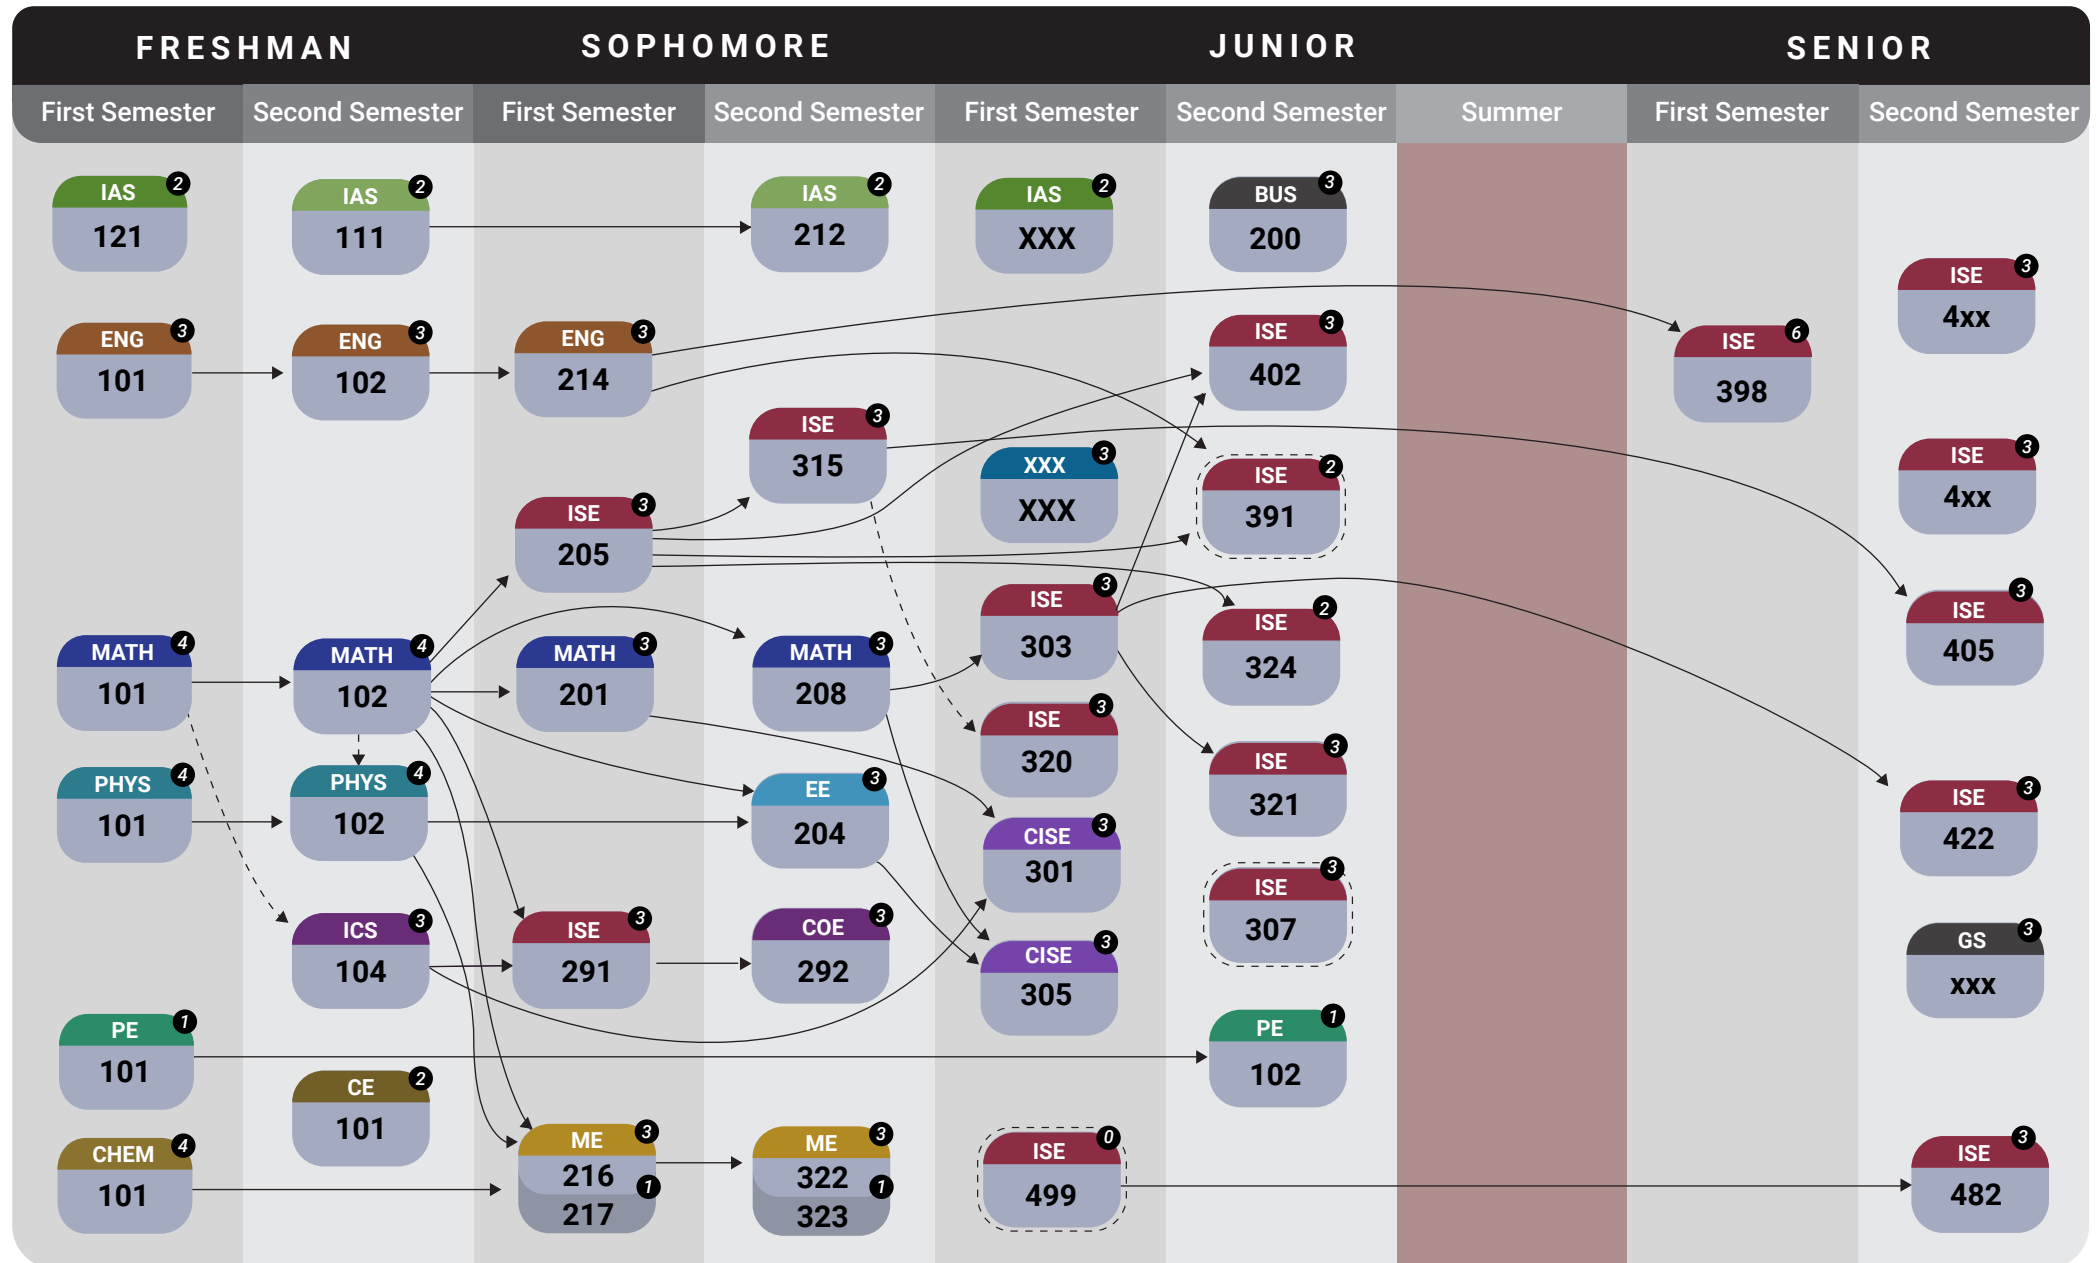 FRESHMAN
SOPHOMORE
JUNIOR
SENIOR
First Semester
Second Semester
First Semester
Second Semester
First Semester
Second Semester
Summer
First Semester
Second Semester
IAS 2
121
ENG 3
101
MATH 4
101
PHYS 4
101
PE 1
101
CHEM 4
101
IAS 2
111
ENG 3
102
MATH 4
102
PHYS 4
102
ICS 3
104
CE 2
101
ENG 3
214
ISE 3
205
MATH 3
201
ISE 3
291
ME 3
216
1
217
IAS 2
212
ISE 3
315
MATH 3
208
EE 3
204
COE 3
292
ME 3
322
1
323
IAS 2
XXX
XXX 3
XXX
ISE 3
303
ISE 3
320
CISE 3
301
CISE 3
305
ISE 0
499
BUS 3
200
ISE 3
402
ISE 2
391
ISE 2
324
ISE 3
321
ISE 3
307
PE 1
102
ISE 6
398
ISE 3
4xx
ISE 3
4xx
ISE 3
405
ISE 3
422
GS 3
xxx
ISE 3
482